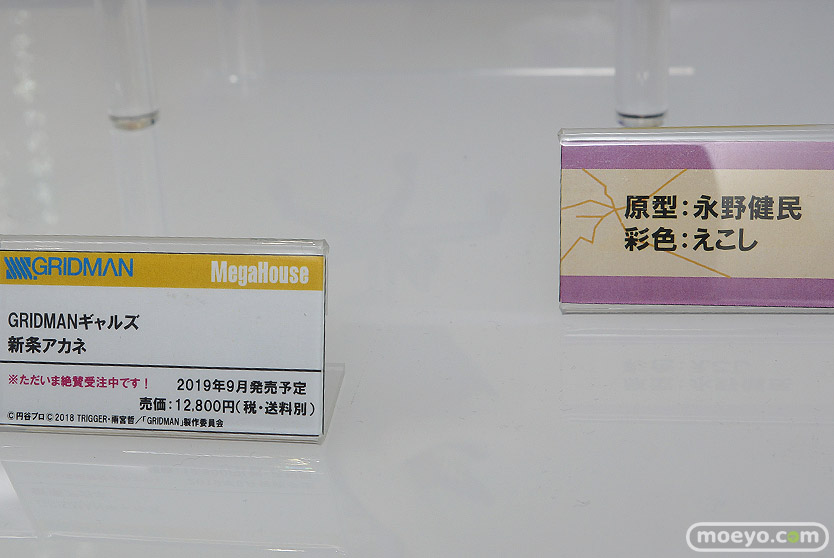 GRIDMAN MegaHouse
GRIDMANギャルズ
新条アカネ
※ただいま絶賛受注中です！ 2019年9月発売予定
売価：12,800円（税・送料別）
©円谷プロ ©2018 TRIGGER・雨宮哲／「GRIDMAN」製作委員会
原型：永野健民
彩色：えこし
moeyo.com